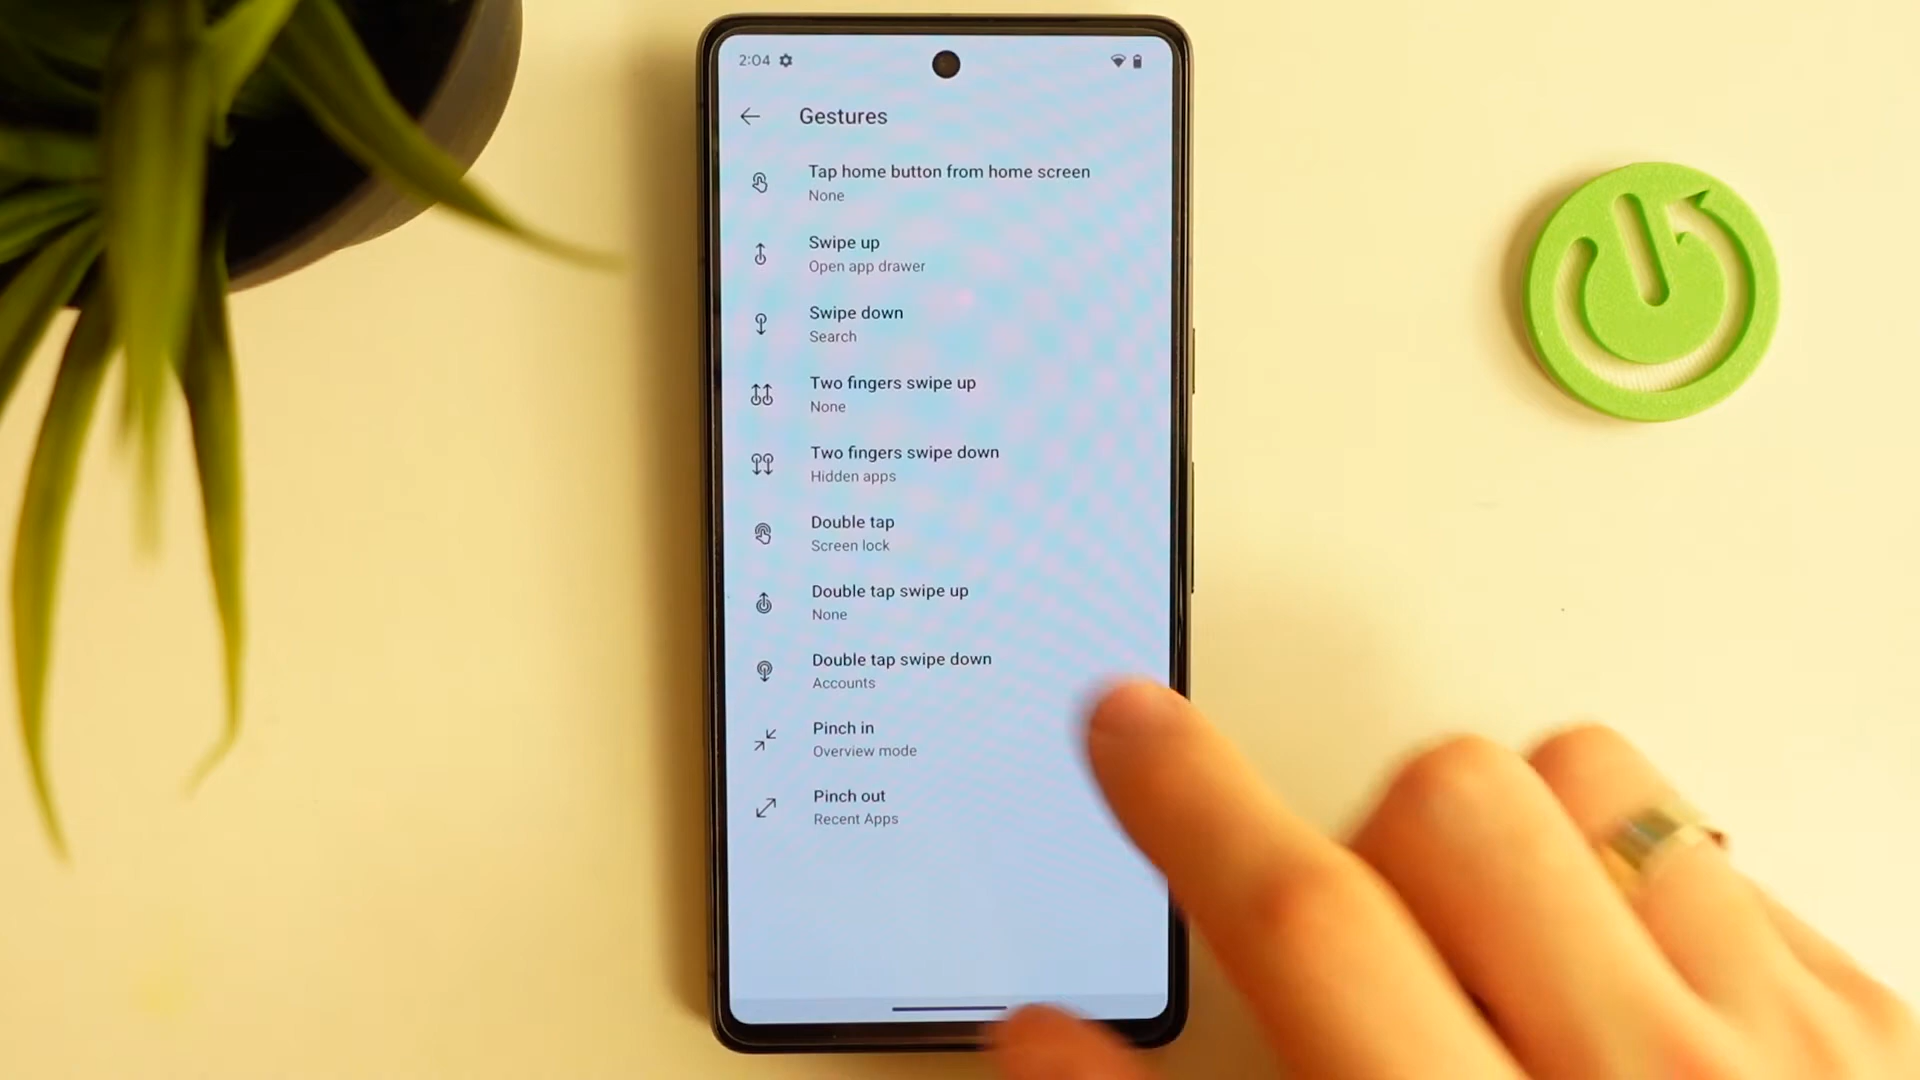 2:04
Gestures
Tap home button from home screen
None
Swipe up
Open app drawer
Swipe down
Search
Two fingers swipe up
None
Two fingers swipe down
Hidden apps
Double tap
Screen lock
Double tap swipe up
None
Double tap swipe down
Accounts
Pinch in
Overview mode
Pinch out
Recent Apps